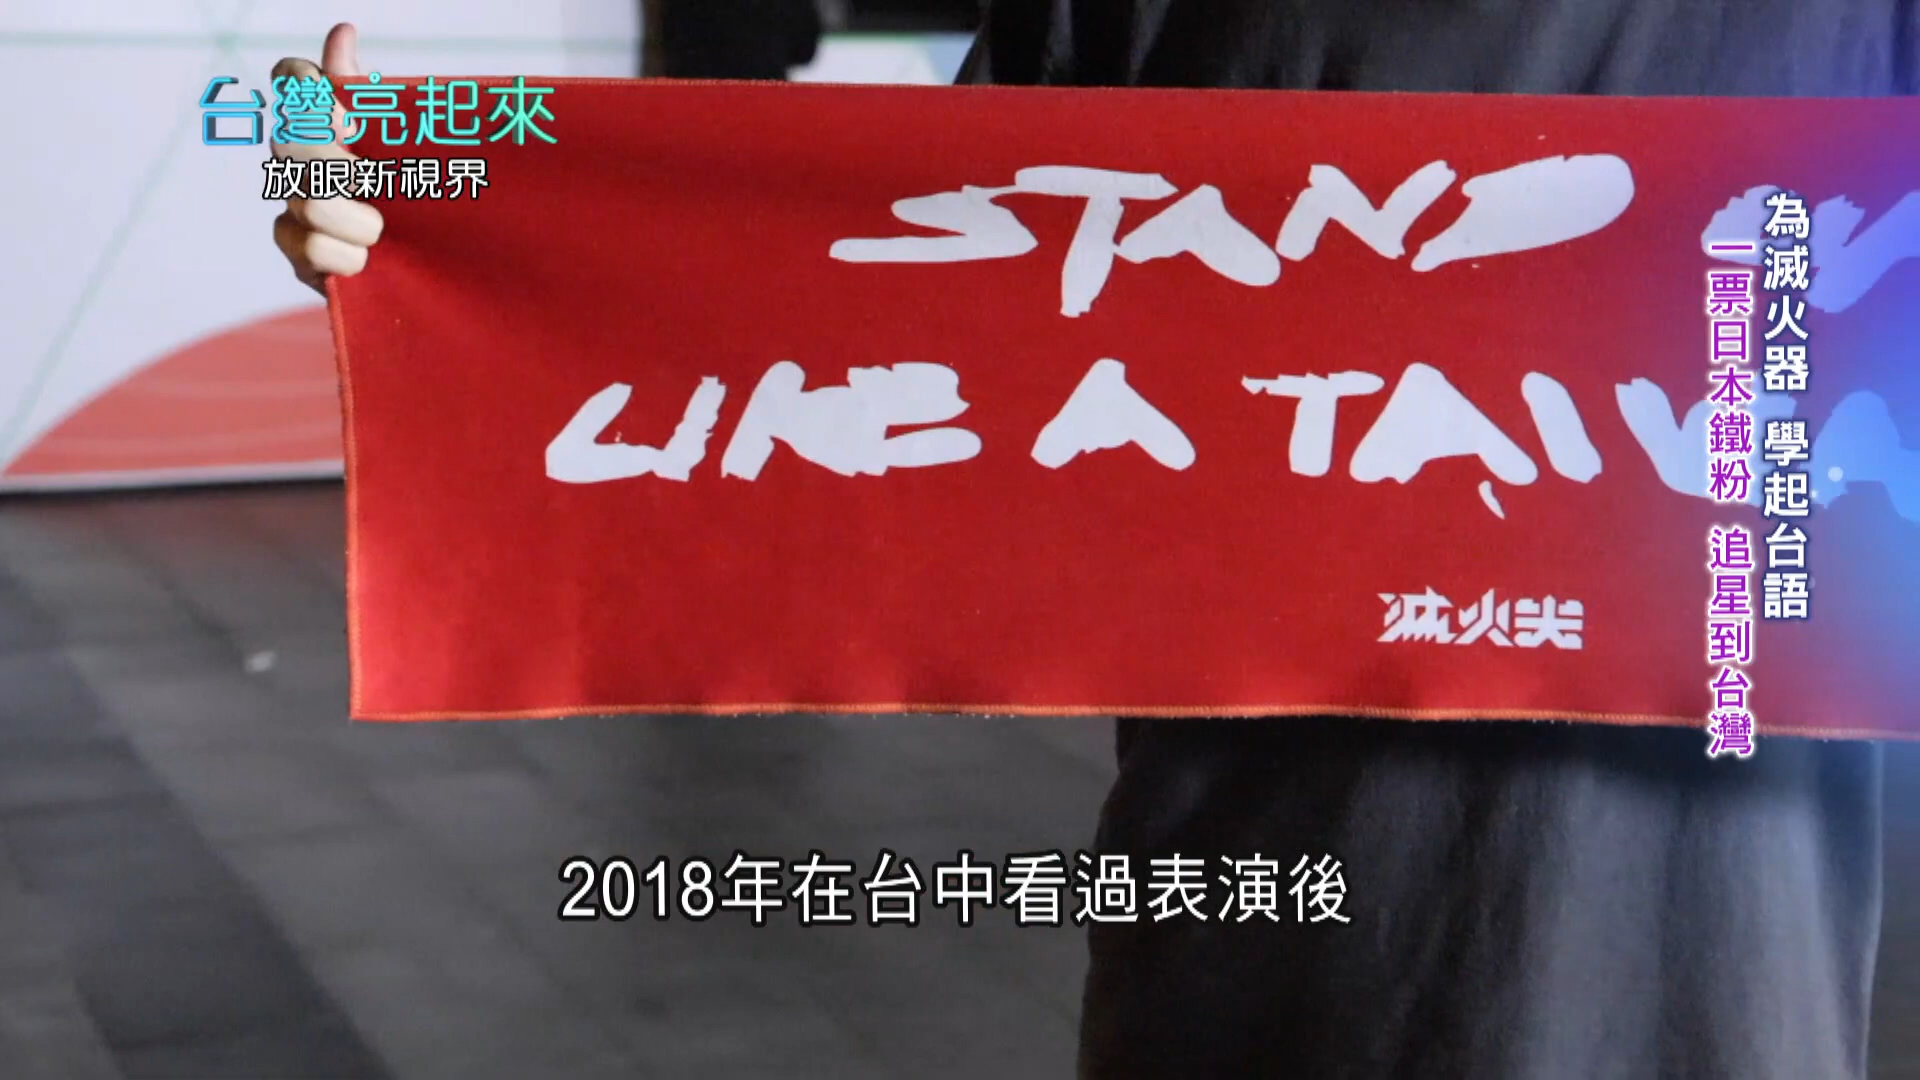 台灣亮起來
放眼新視界
STAND
LIKE A TAIW
滅火器
為滅火器 學起台語
一票日本鐵粉 追星到台灣
2018年在台中看過表演後